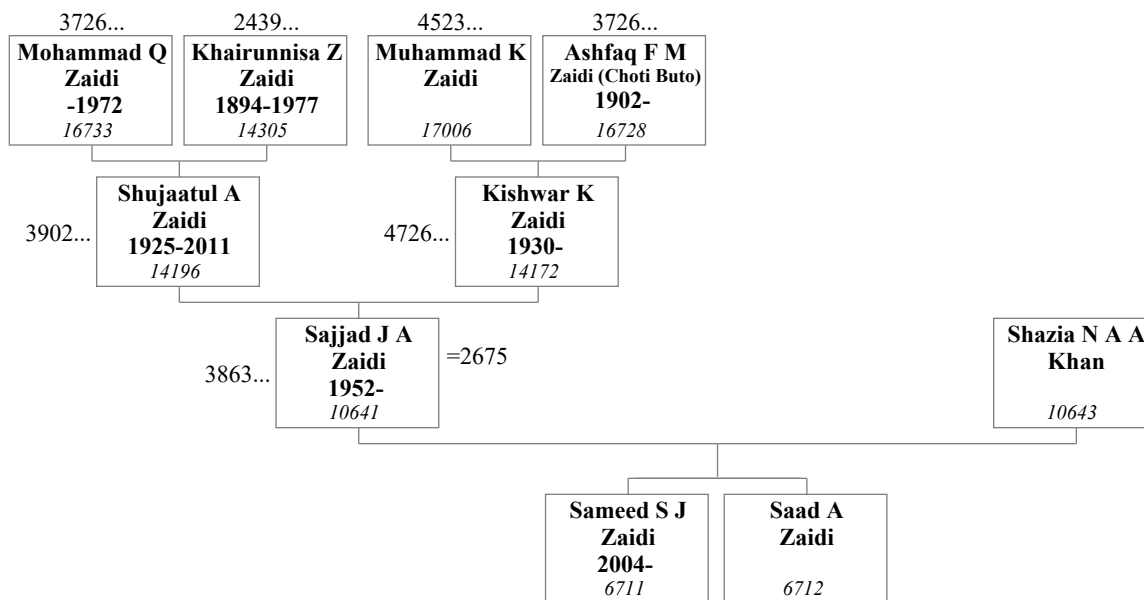 3726...
2439...
4523...
3726...
Mohammad Q
Zaidi
-1972
16733
Khairunnisa Z
Zaidi
1894-1977
14305
Muhammad K
Zaidi
17006
Ashfaq F M
Zaidi (Choti Buto)
1902-
16728
3902...
Shujaatul A
Zaidi
1925-2011
14196
4726...
Kishwar K
Zaidi
1930-
14172
3863...
Sajjad J A
Zaidi
1952-
10641
=2675
Shazia N A A
Khan
10643
Sameed S J
Zaidi
2004-
6711
Saad A
Zaidi
6712